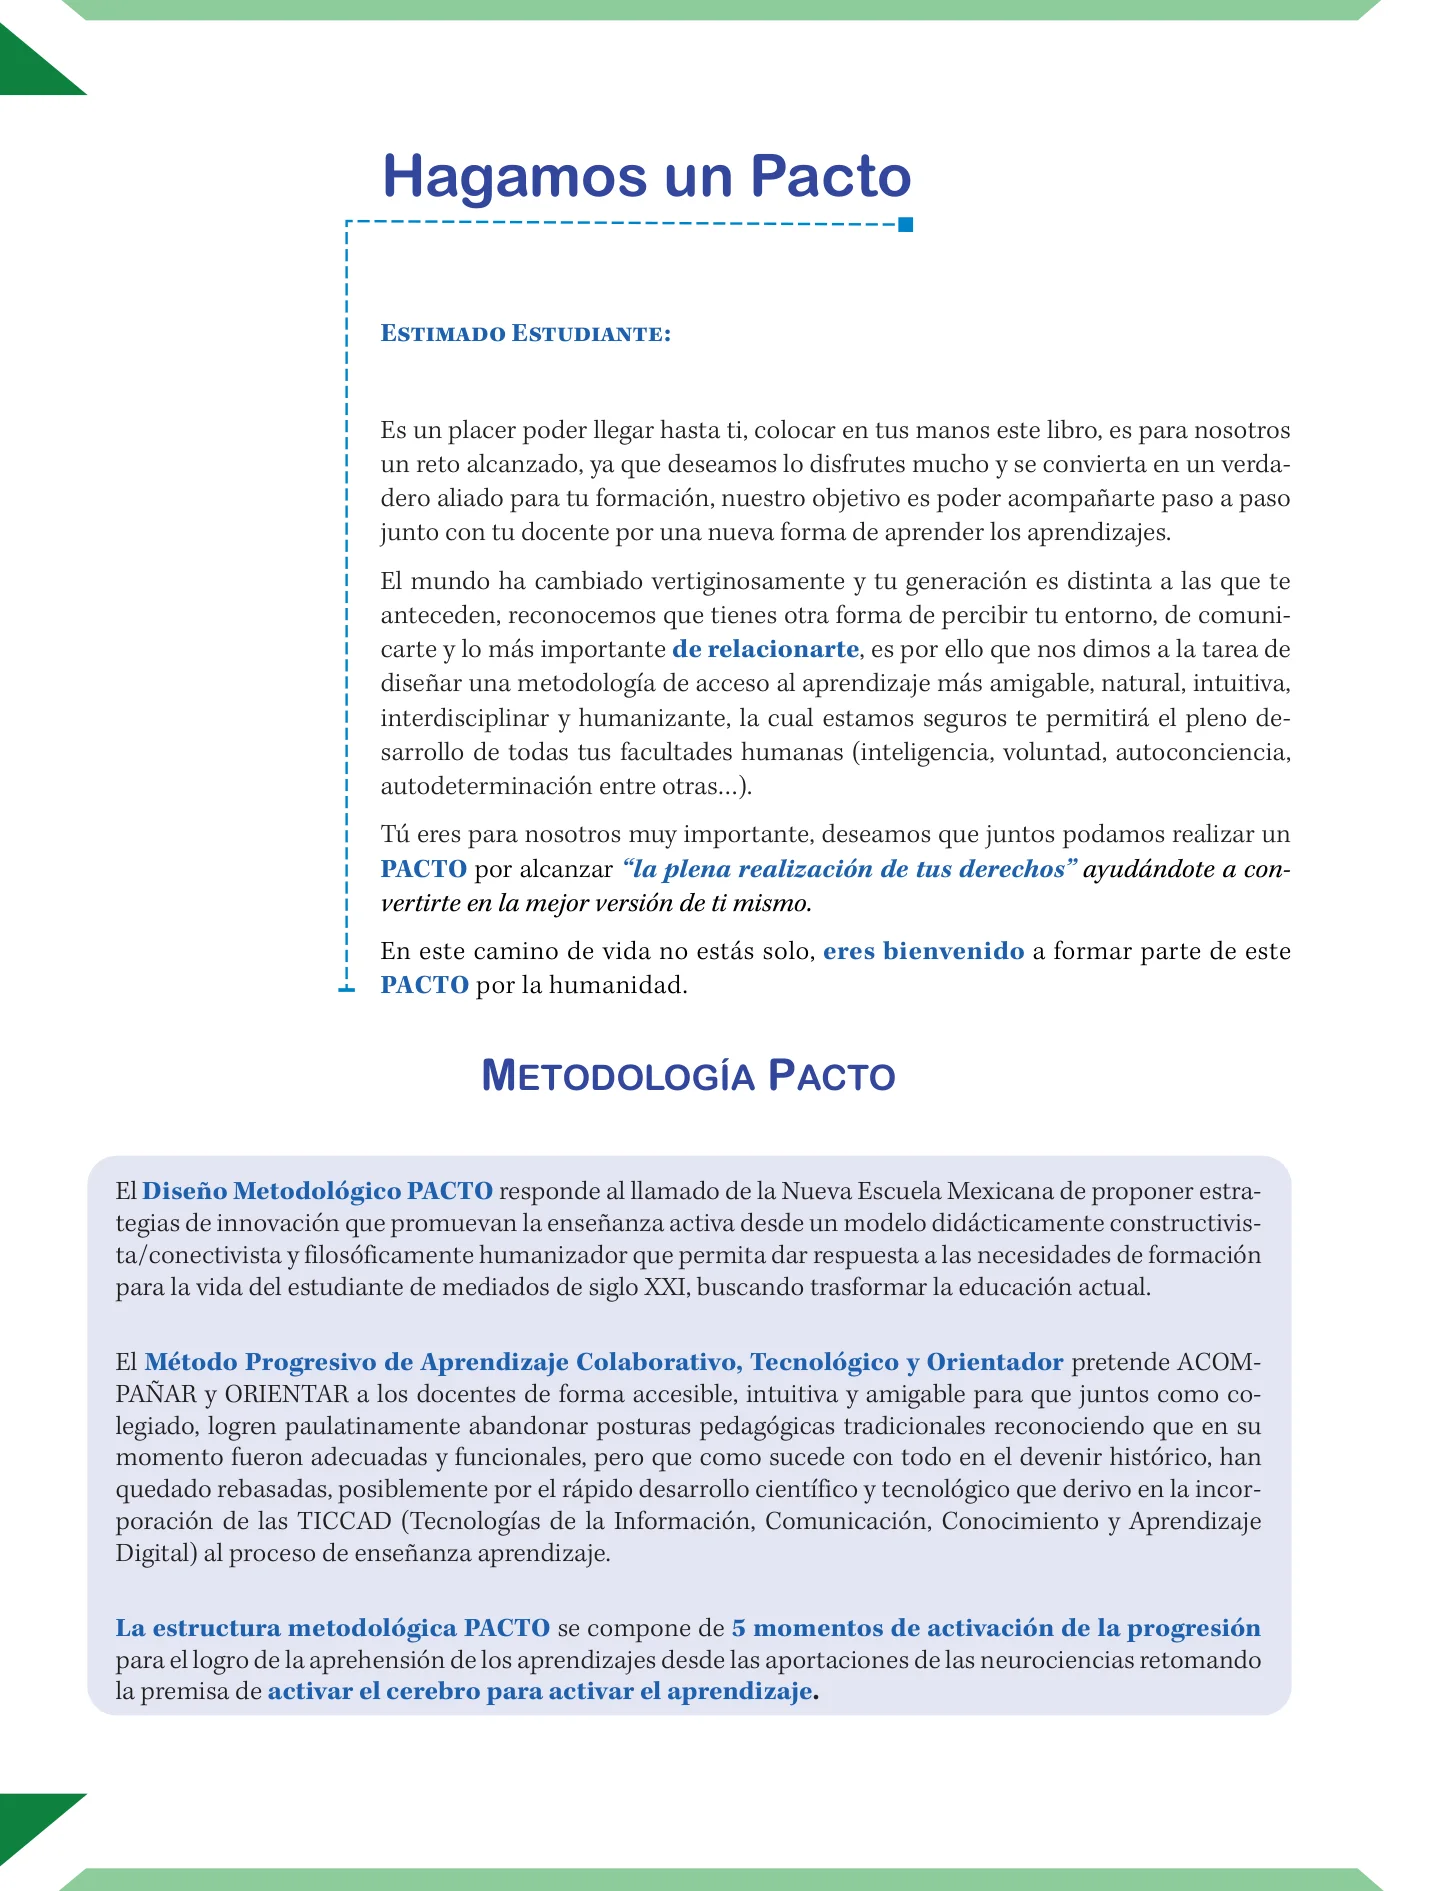 Hagamos un Pacto
Estimado Estudiante:
Es un placer poder llegar hasta ti, colocar en tus manos este libro, es para nosotros
un reto alcanzado, ya que deseamos lo disfrutes mucho y se convierta en un verda-
dero aliado para tu formación, nuestro objetivo es poder acompañarte paso a paso
junto con tu docente por una nueva forma de aprender los aprendizajes.
El mundo ha cambiado vertiginosamente y tu generación es distinta a las que te
anteceden, reconocemos que tienes otra forma de percibir tu entorno, de comuni-
carte y lo más importante de relacionarte, es por ello que nos dimos a la tarea de
diseñar una metodología de acceso al aprendizaje más amigable, natural, intuitiva,
interdisciplinar y humanizante, la cual estamos seguros te permitirá el pleno de-
sarrollo de todas tus facultades humanas (inteligencia, voluntad, autoconciencia,
autodeterminación entre otras...).
Tú eres para nosotros muy importante, deseamos que juntos podamos realizar un
PACTO por alcanzar “la plena realización de tus derechos” ayudándote a con-
vertirte en la mejor versión de ti mismo.
En este camino de vida no estás solo, eres bienvenido a formar parte de este
PACTO por la humanidad.
Metodología Pacto
El Diseño Metodológico PACTO responde al llamado de la Nueva Escuela Mexicana de proponer estra-
tegias de innovación que promuevan la enseñanza activa desde un modelo didácticamente constructivis-
ta/conectivista y filosóficamente humanizador que permita dar respuesta a las necesidades de formación
para la vida del estudiante de mediados de siglo XXI, buscando trasformar la educación actual.
El Método Progresivo de Aprendizaje Colaborativo, Tecnológico y Orientador pretende ACOM-
PAÑAR y ORIENTAR a los docentes de forma accesible, intuitiva y amigable para que juntos como co-
legiado, logren paulatinamente abandonar posturas pedagógicas tradicionales reconociendo que en su
momento fueron adecuadas y funcionales, pero que como sucede con todo en el devenir histórico, han
quedado rebasadas, posiblemente por el rápido desarrollo científico y tecnológico que derivo en la incor-
poración de las TICCAD (Tecnologías de la Información, Comunicación, Conocimiento y Aprendizaje
Digital) al proceso de enseñanza aprendizaje.
La estructura metodológica PACTO se compone de 5 momentos de activación de la progresión
para el logro de la aprehensión de los aprendizajes desde las aportaciones de las neurociencias retomando
la premisa de activar el cerebro para activar el aprendizaje.